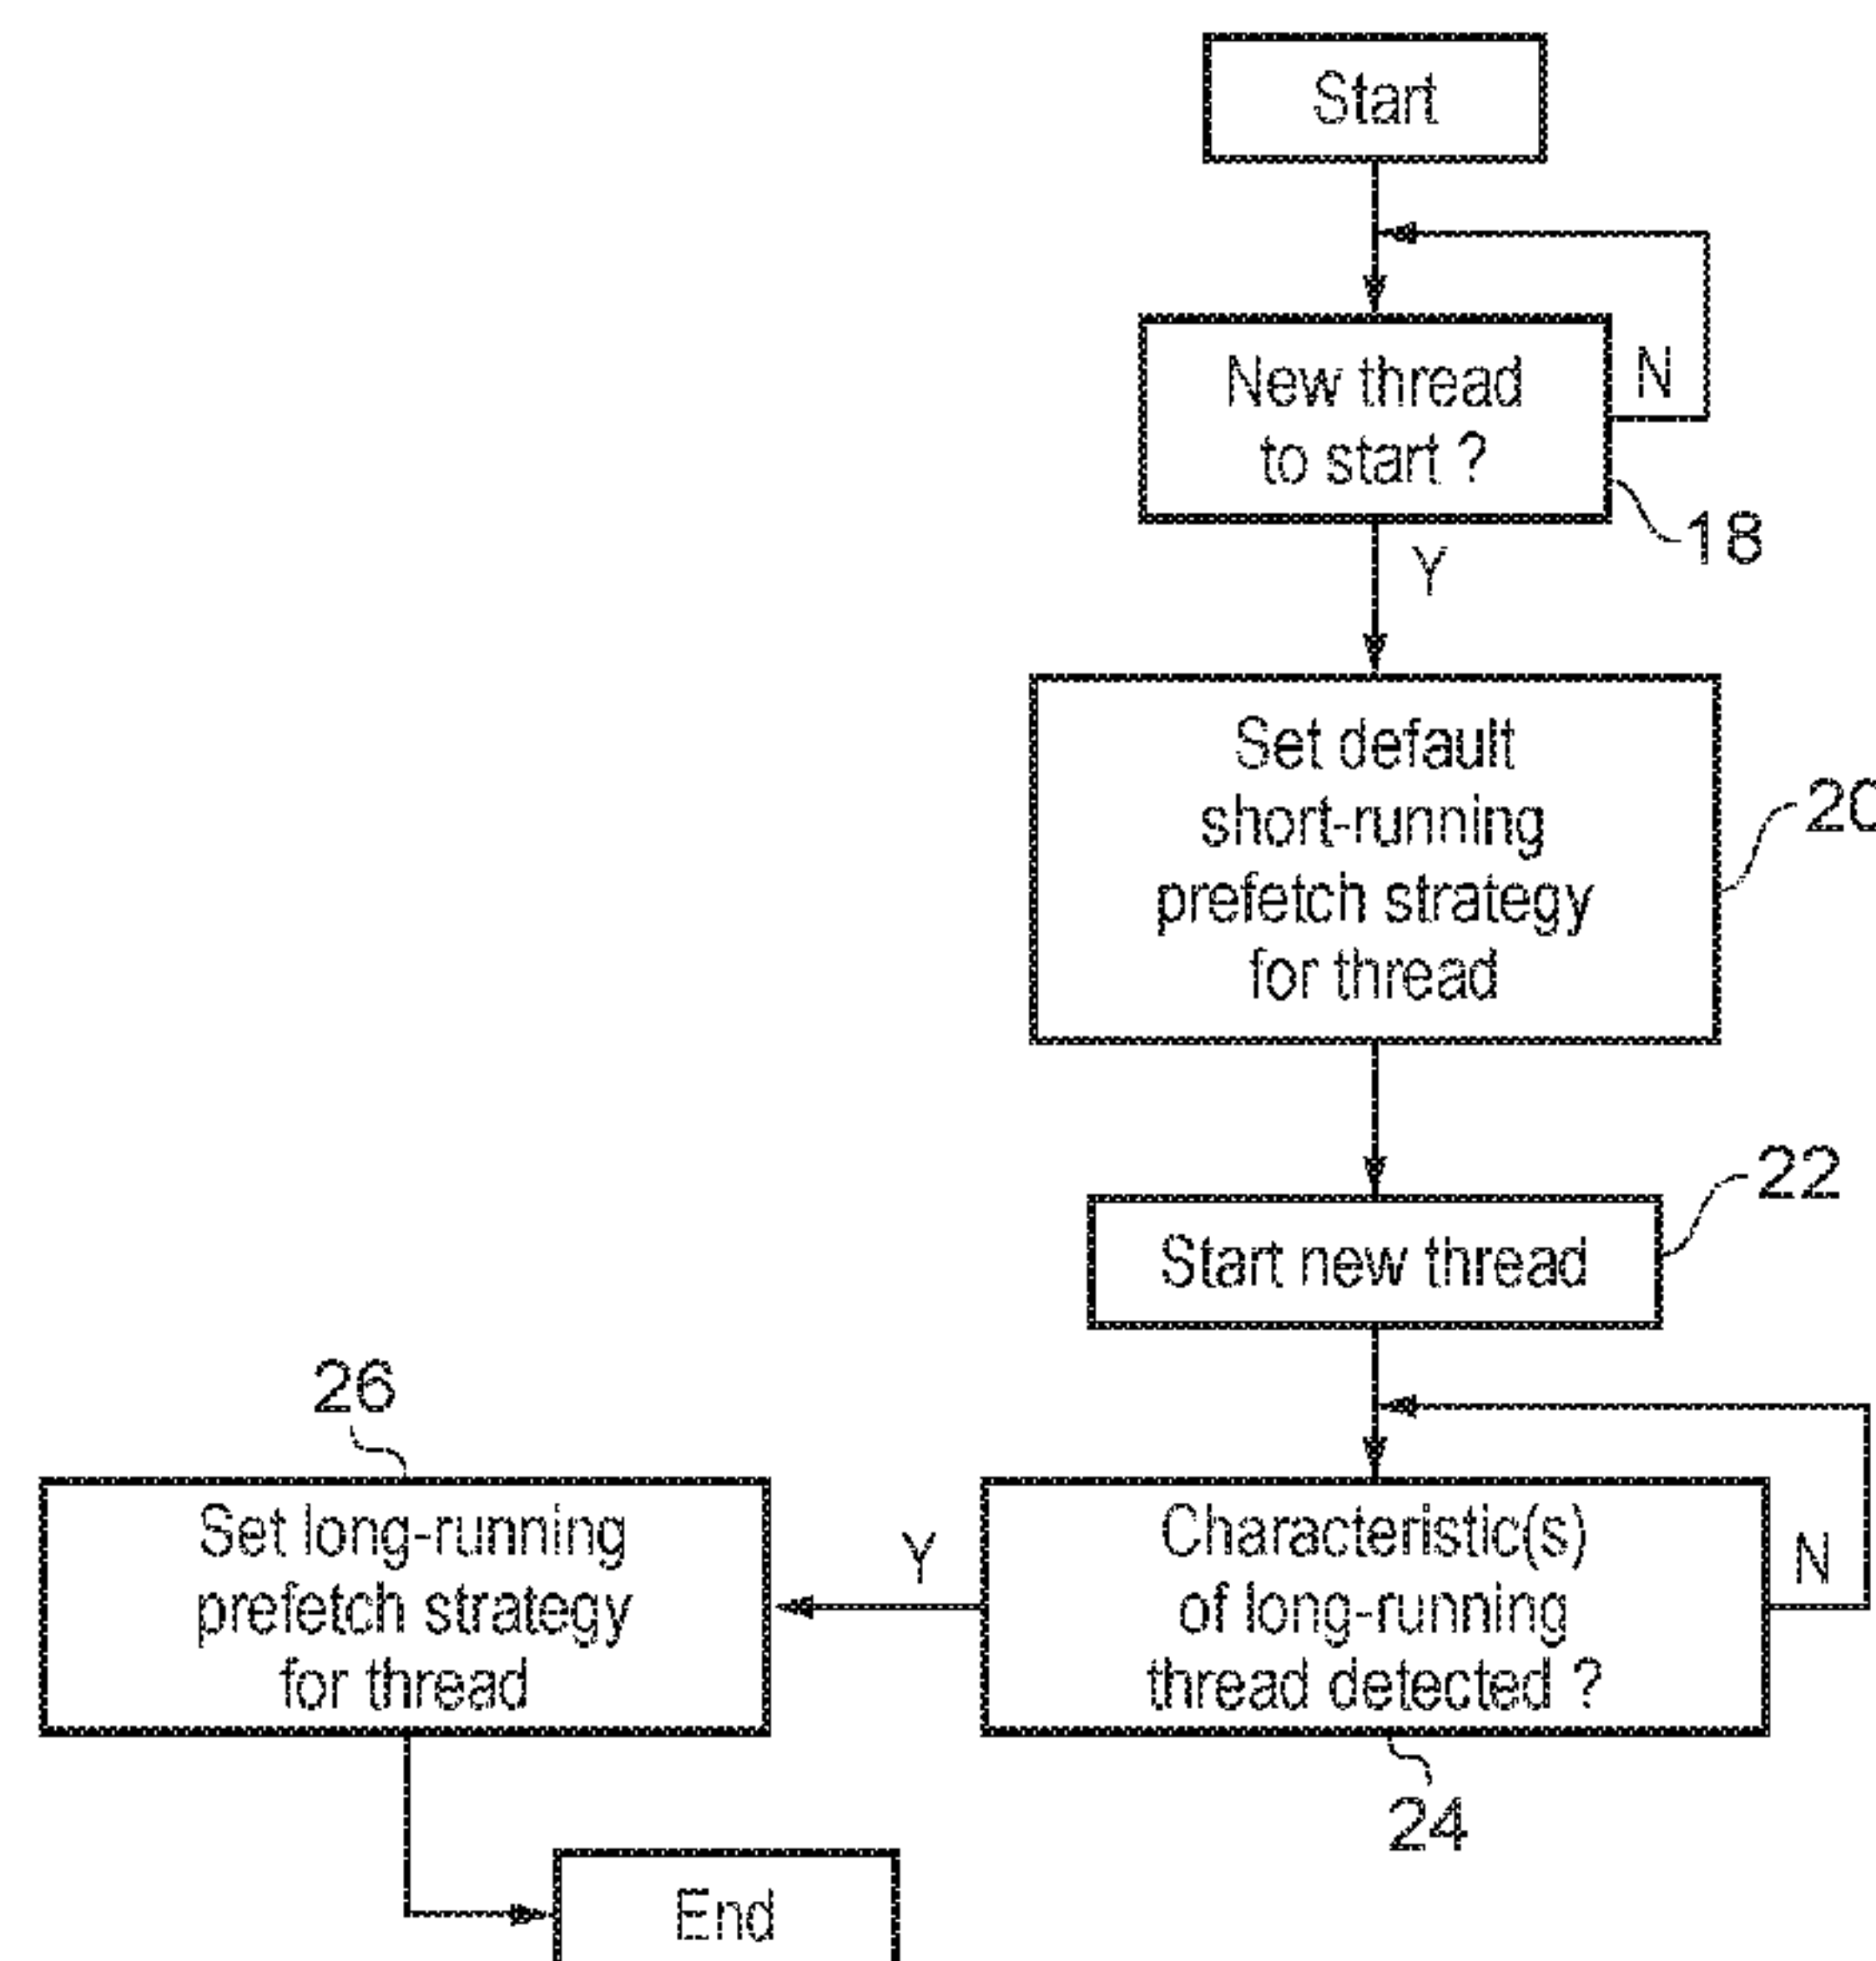 Start
New thread
to start ?
N
18
Y
Set default
short-running
prefetch strategy
for thread
20
Start new thread
22
26
Set long-running
prefetch strategy
for thread
Y
Characteristic(s)
of long-running
thread detected ?
N
24
End